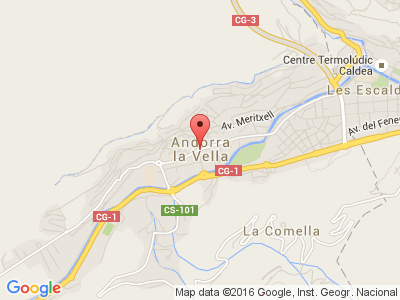 CG-3
Centre Termolúdic
Caldea
Les Escald
Av. Meritxell
Av. del Fener
Andorra
la Vella
CG-1
CS-101
CG-1
La Comella
Google
Map data ©2016 Google, Inst. Geogr. Nacional